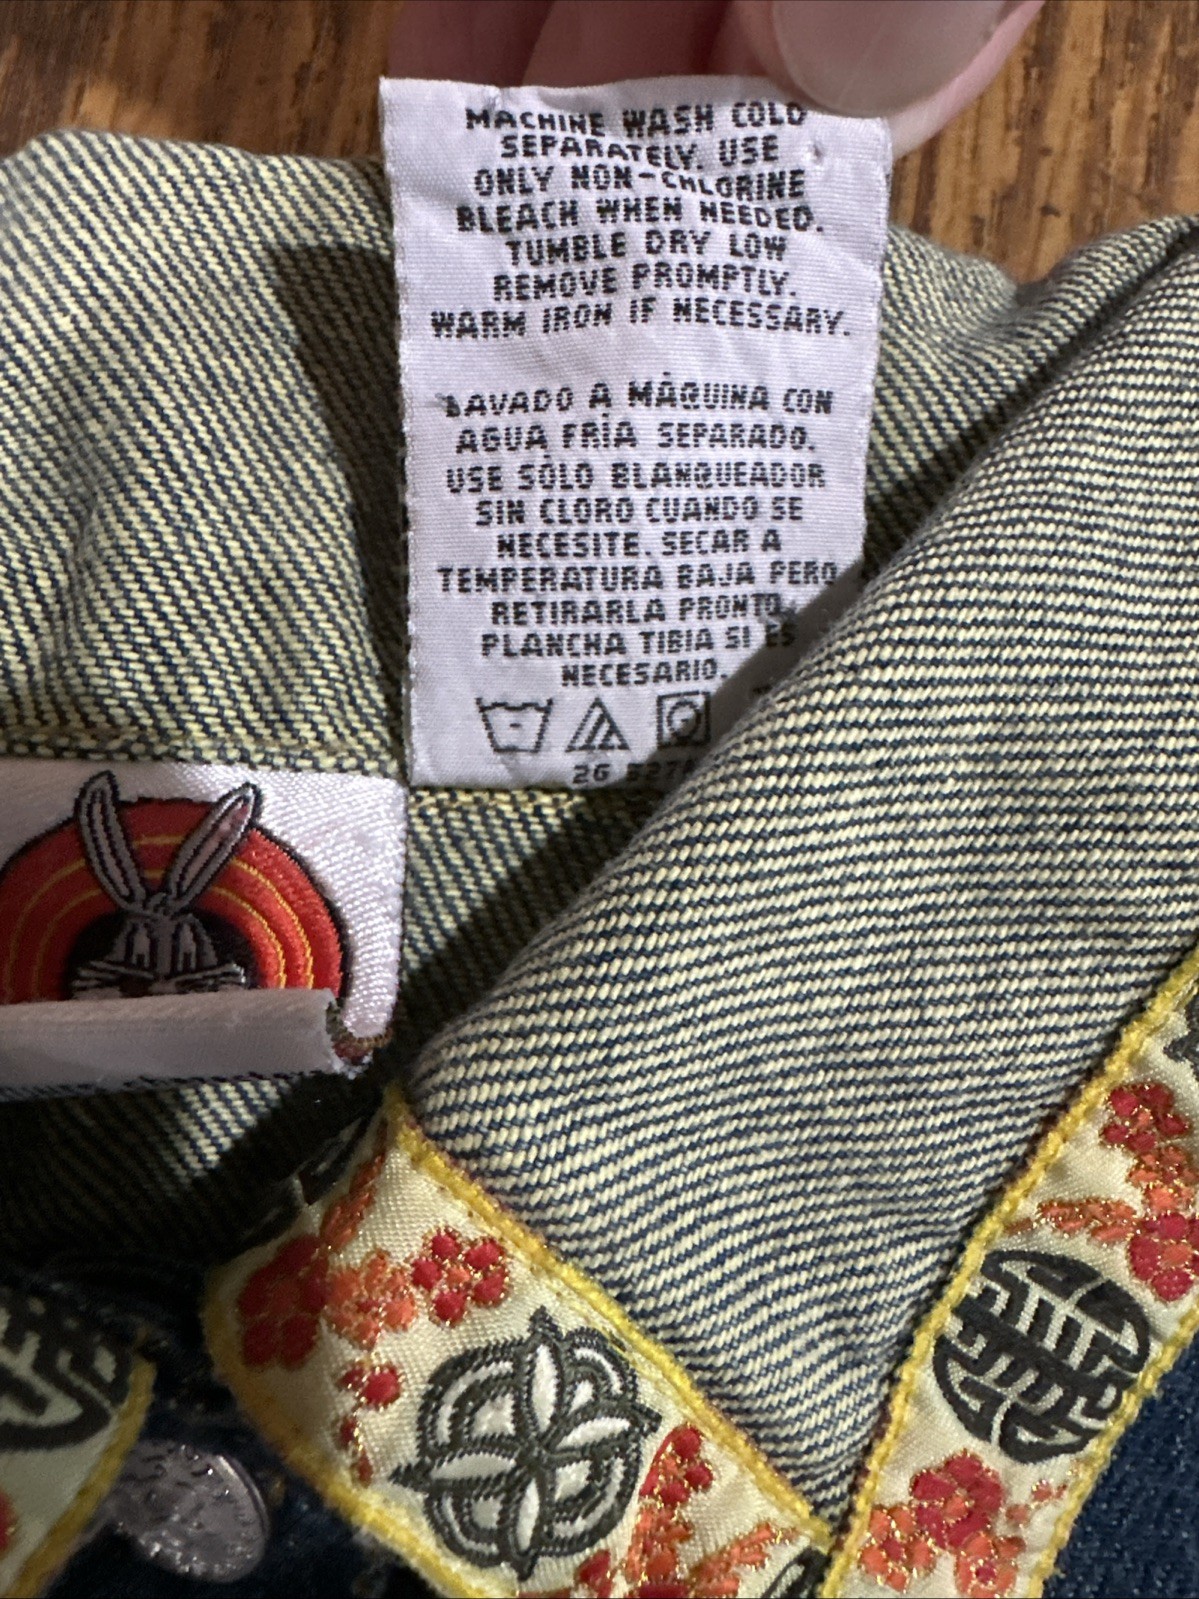 MACHINE WASH COLD
SEPARATELY. USE
ONLY NON-CHLORINE
BLEACH WHEN NEEDED.
TUMBLE DRY LOW
REMOVE PROMPTLY.
WARM IRON IF NECESSARY.
LAVADO A MÁQUINA CON
AGUA FRÍA SEPARADO.
USE SÓLO BLANQUEADOR
SIN CLORO CUANDO SE
NECESITE. SECAR A
TEMPERATURA BAJA PERO
RETIRARLA PRONTO.
PLANCHA TIBIA SI ES
NECESARIO.
2G